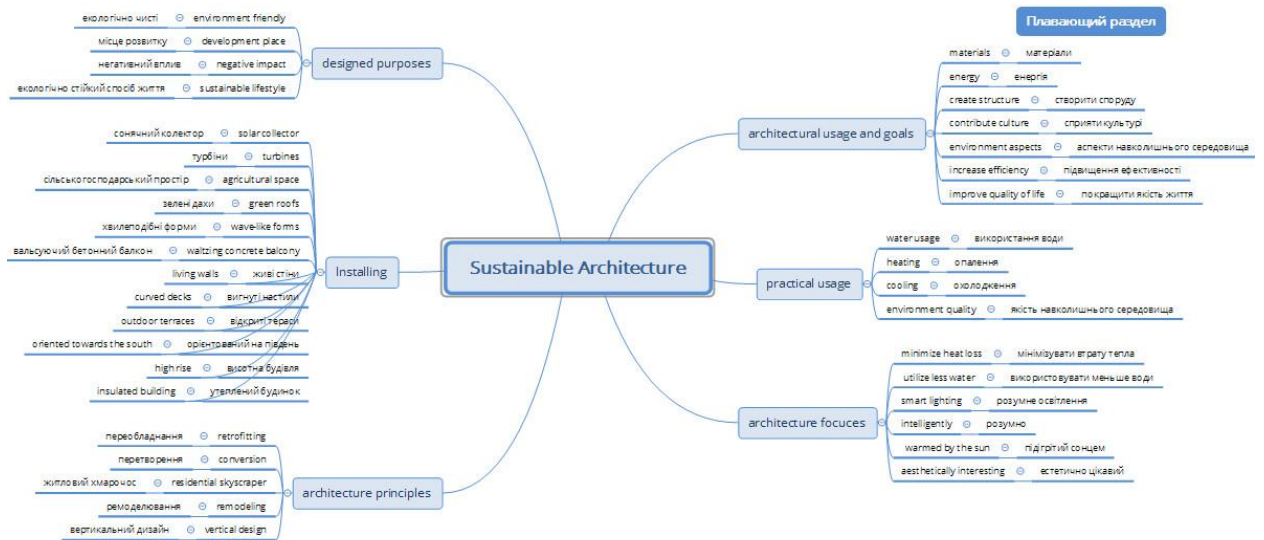 Плавающий раздел
Sustainable Architecture
designed purposes
екологічно чисті environment friendly
місце розвитку development place
негативний вплив negative impact
екологічно стійкий спосіб життя sustainable lifestyle
Installing
сонячний колектор solar collector
турбіни turbines
сільськогосподарський простір agricultural space
зелені дахи green roofs
хвилеподібні форми wave-like forms
вальсуючий бетонний балкон waltzing concrete balcony
living walls живі стіни
curved decks вигнуті настили
outdoor terraces відкриті тераси
oriented towards the south орієнтований на південь
high rise висотна будівля
insulated building утеплений будинок
architecture principles
переобладнання retrofitting
перетворення conversion
житловий хмарочос residential skyscraper
ремоделювання remodeling
вертикальний дизайн vertical design
architectural usage and goals
materials матеріали
energy енергія
create structure створити споруду
contribute culture сприяти культурі
environment aspects аспекти навколишнього середовища
increase efficiency підвищення ефективності
improve quality of life покращити якість життя
practical usage
water usage використання води
heating опалення
cooling охолодження
environment quality якість навколишнього середовища
architecture focuces
minimize heat loss мінімізувати втрату тепла
utilize less water використовувати меньше води
smart lighting розумне освітлення
intelligently розумно
warmed by the sun підігрітий сонцем
aesthetically interesting естетично цікавий